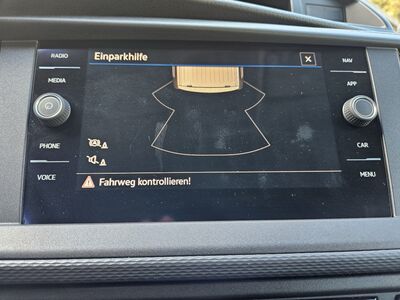 RADIO
Einparkhilfe
NAV
MEDIA
APP
PHONE
CAR
VOICE
Fahrweg kontrollieren!
MENU